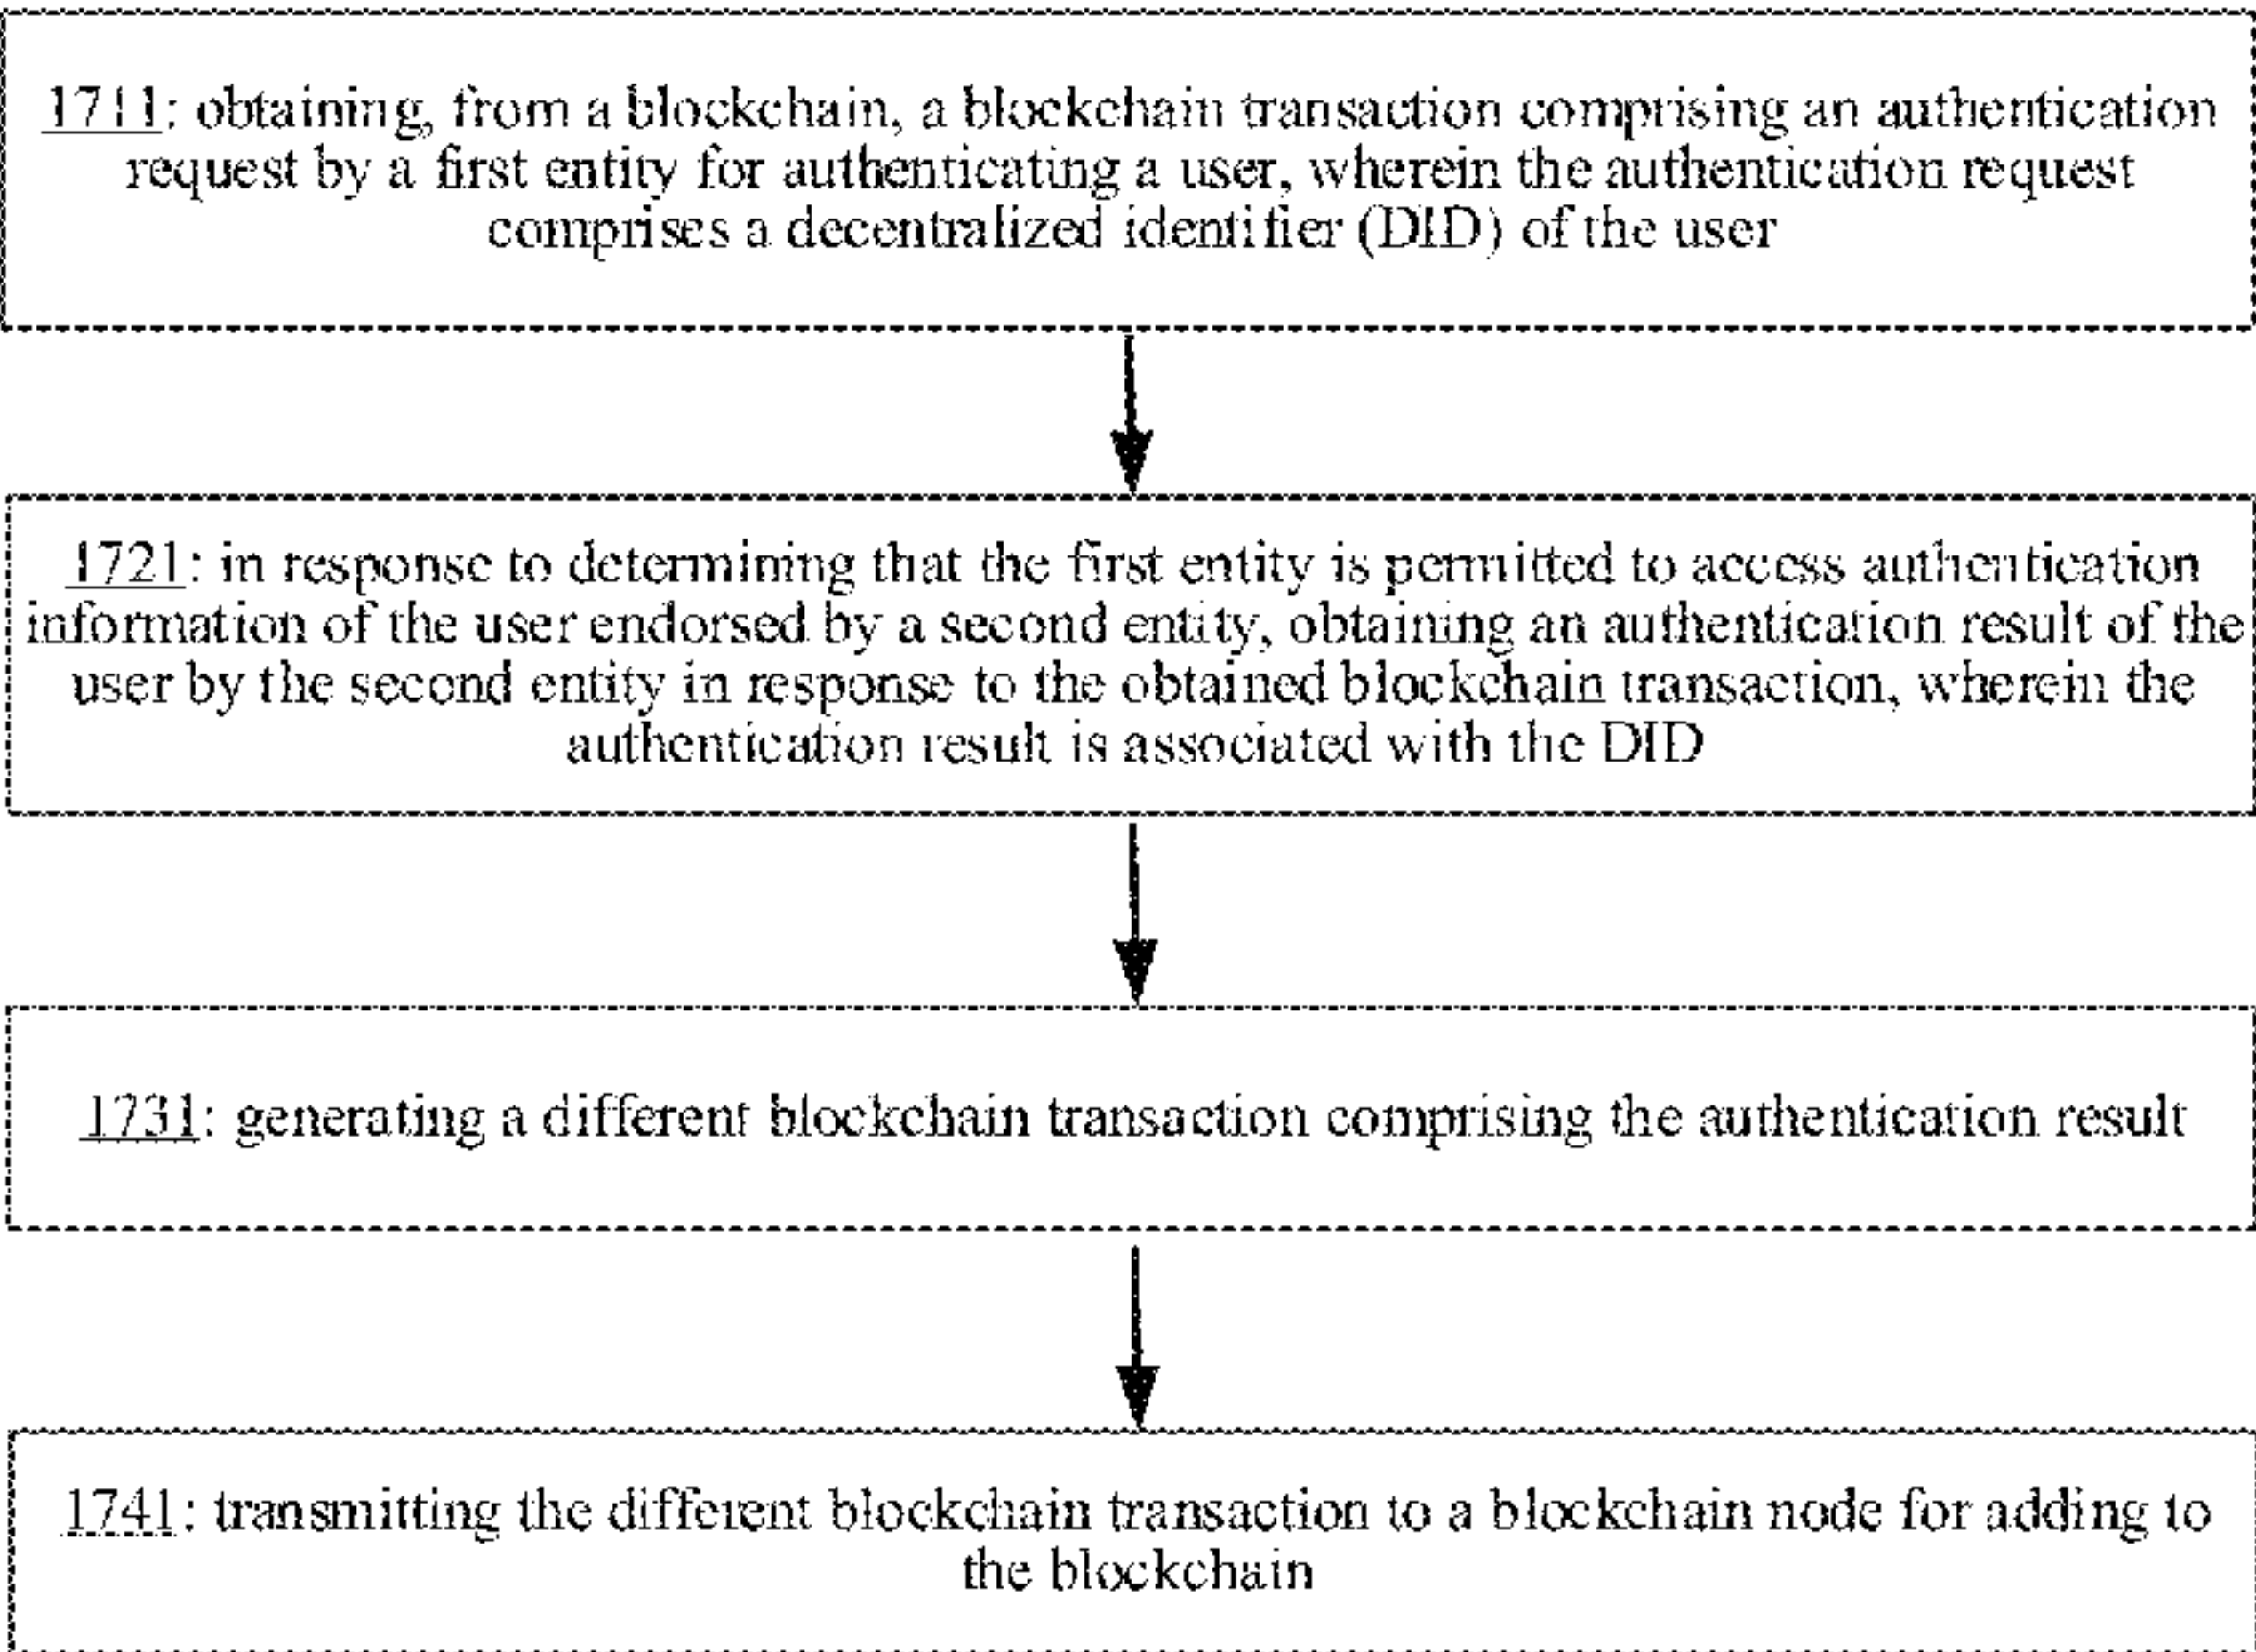 1711: obtaining, from a blockchain, a blockchain transaction comprising an authentication
request by a first entity for authenticating a user, wherein the authentication request
comprises a decentralized identifier (DID) of the user
1721: in response to determining that the first entity is permitted to access authentication
information of the user endorsed by a second entity, obtaining an authentication result of the
user by the second entity in response to the obtained blockchain transaction, wherein the
authentication result is associated with the DID
1731: generating a different blockchain transaction comprising the authentication result
1741: transmitting the different blockchain transaction to a blockchain node for adding to
the blockchain